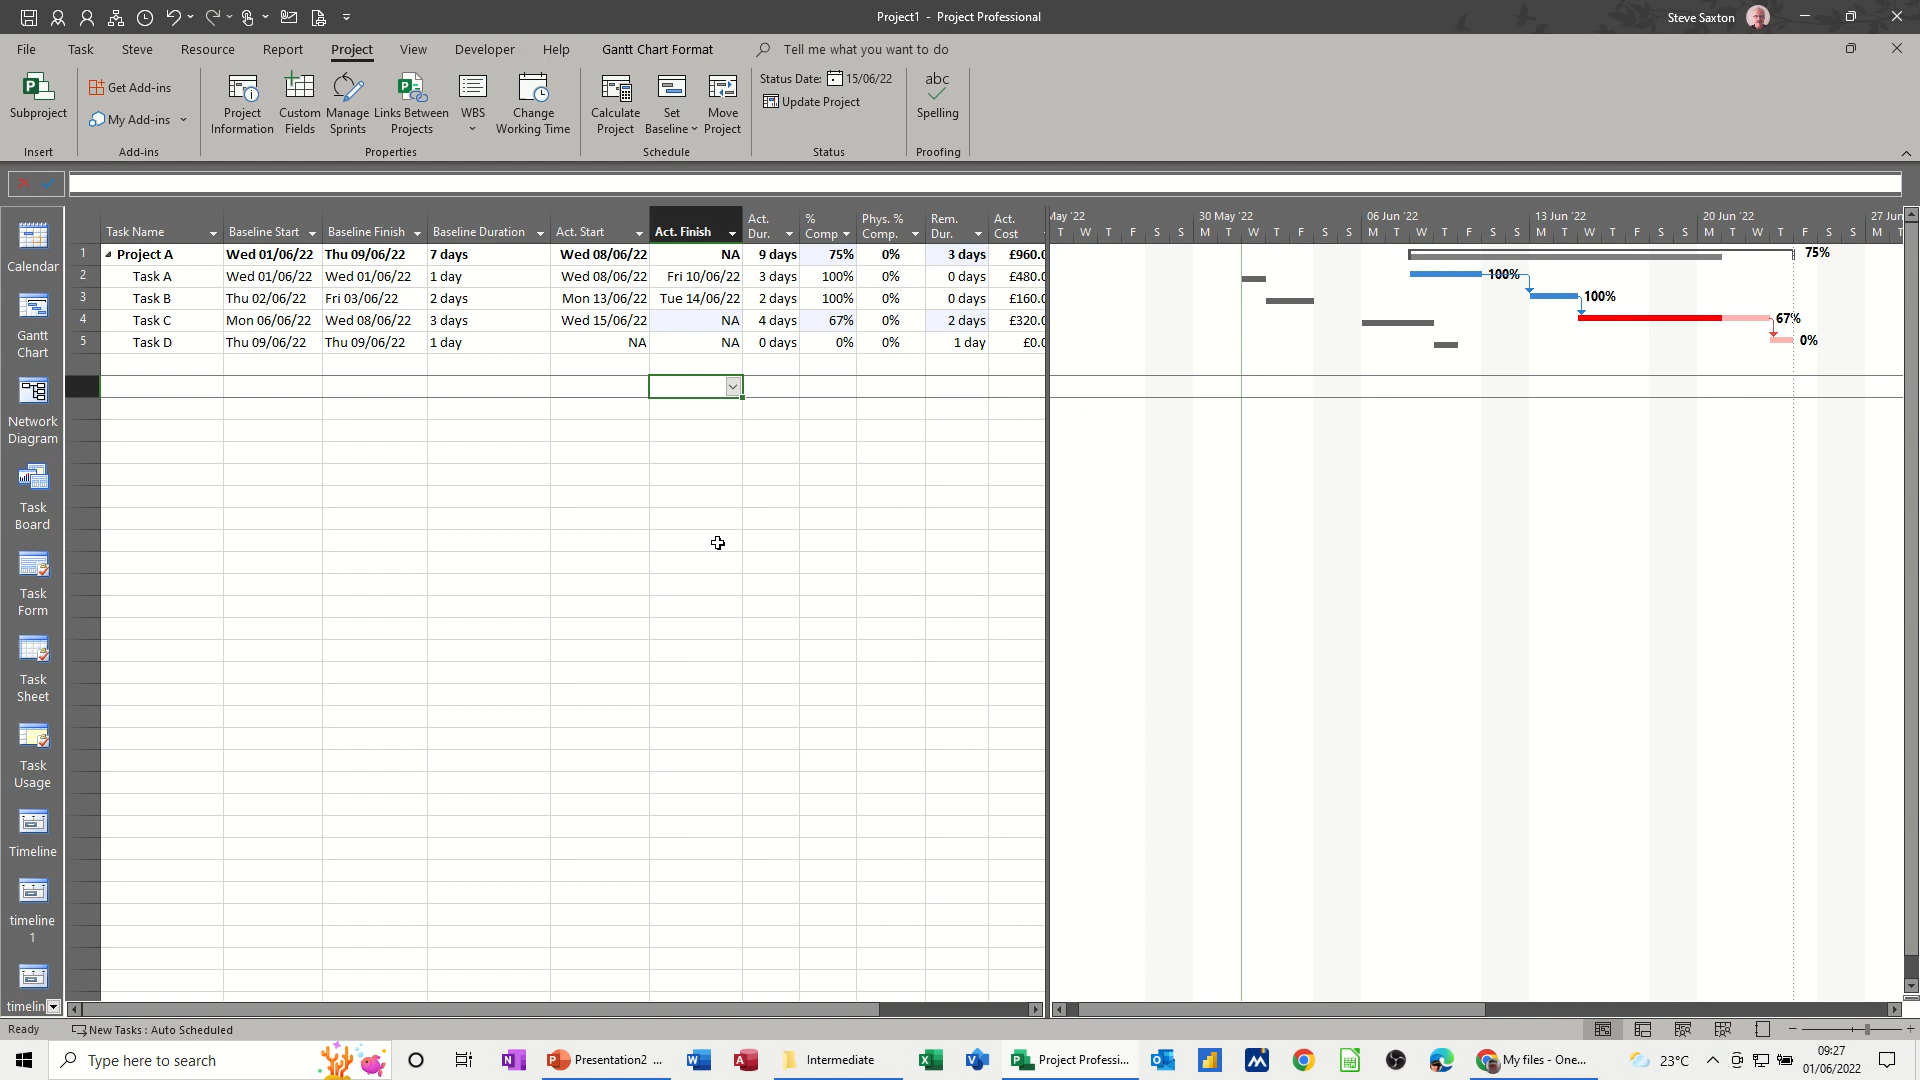 Project1 - Project Professional
Steve Saxton
File Task Steve Resource Report Project View Developer Help Gantt Chart Format Tell me what you want to do
Subproject
Insert
Get Add-ins
My Add-ins
Add-ins
Project Information
Custom Fields
Manage Sprints
Links Between Projects
WBS
Change Working Time
Properties
Calculate Project
Set Baseline
Move Project
Schedule
Status Date: 15/06/22
Update Project
Status
abc
Spelling
Proofing
Task Name Baseline Start Baseline Finish Baseline Duration Act. Start Act. Finish Act. Dur. % Comp Phys. % Comp. Rem. Dur. Act. Cost
1 Project A Wed 01/06/22 Thu 09/06/22 7 days Wed 08/06/22 NA 9 days 75% 0% 3 days £960.0
2 Task A Wed 01/06/22 Wed 01/06/22 1 day Wed 08/06/22 Fri 10/06/22 3 days 100% 0% 0 days £480.0
3 Task B Thu 02/06/22 Fri 03/06/22 2 days Mon 13/06/22 Tue 14/06/22 2 days 100% 0% 0 days £160.0
4 Task C Mon 06/06/22 Wed 08/06/22 3 days Wed 15/06/22 NA 4 days 67% 0% 2 days £320.0
5 Task D Thu 09/06/22 Thu 09/06/22 1 day NA NA 0 days 0% 0% 1 day £0.0
May '22 30 May '22 06 Jun '22 13 Jun '22 20 Jun '22 27 Jun
T W T F S S M T W T F S S M T W T F S S M T W T F S S M T W T F S S M T
75%
100%
100%
67%
0%
Calendar
Gantt Chart
Network Diagram
Task Board
Task Form
Task Sheet
Task Usage
Timeline
timeline 1
timelin
Ready New Tasks : Auto Scheduled
Type here to search
Presentation2 ...
Intermediate
Project Professi...
My files - One...
23°C
09:27
01/06/2022